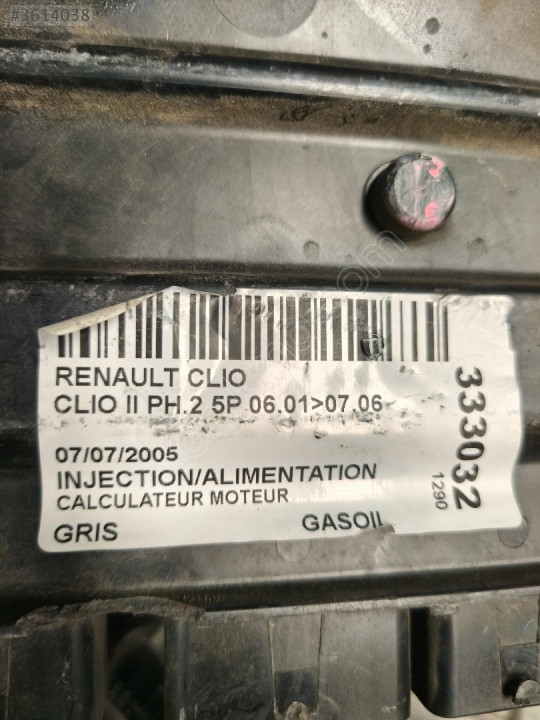 #3614038
RENAULT CLIO
CLIO II PH.2 5P 06.01>07.06
07/07/2005
INJECTION/ALIMENTATION
CALCULATEUR MOTEUR
GRIS GASOIL
333032
1290